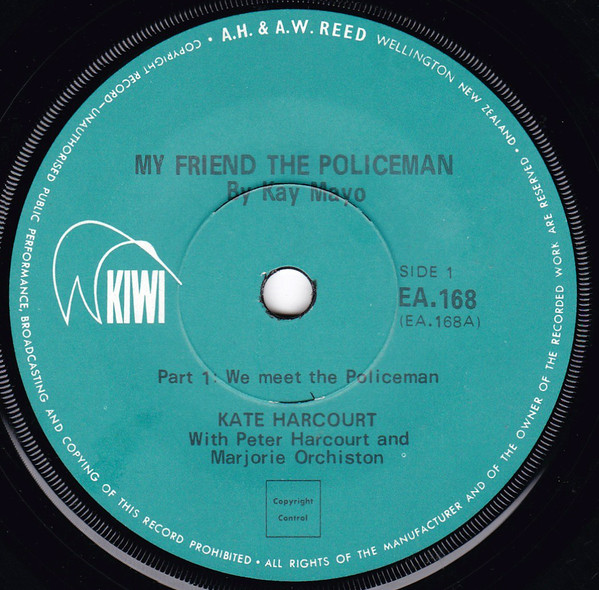 • A.H. & A.W. REED WELLINGTON NEW ZEALAND •
MY FRIEND THE POLICEMAN
By Kay Mayo
KIWI
SIDE 1
EA.168
(EA.168A)
Part 1: We meet the Policeman
KATE HARCOURT
With Peter Harcourt and
Marjorie Orchiston
Copyright
Control
COPYRIGHT RECORD—UNAUTHORISED PUBLIC PERFORMANCE, BROADCASTING AND COPYING OF THIS RECORD PROHIBITED • ALL RIGHTS OF THE MANUFACTURER AND OF THE OWNER OF THE RECORDED WORK ARE RESERVED